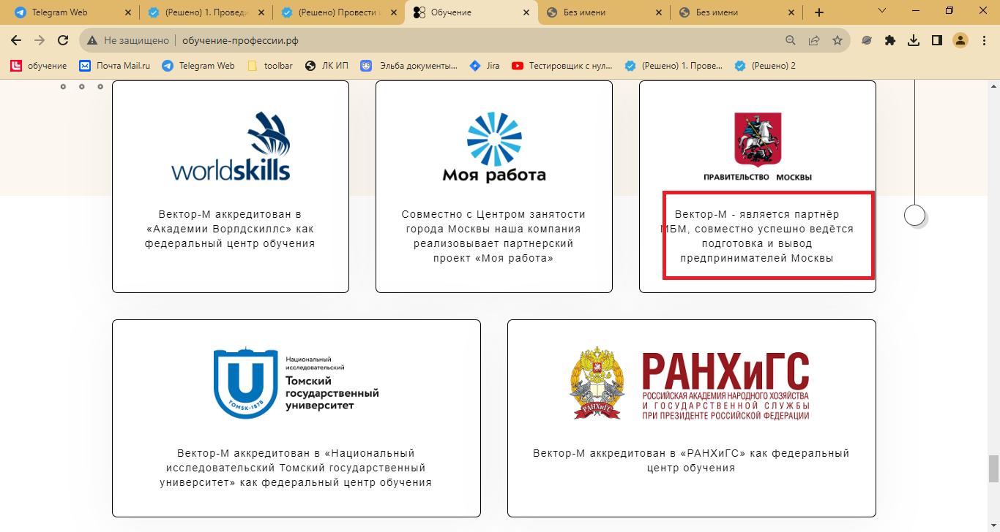 Telegram Web
(Решено) 1. Проведи
(Решено) Провести и
Обучение
Без имени
Без имени
Не защищено
обучение-профессии.рф
обучение
Почта Mail.ru
Telegram Web
toolbar
ЛК ИП
Эльба документы...
Jira
Тестировщик с нул...
(Решено) 1. Прове...
(Решено) 2
worldskills
Вектор-М аккредитован в
«Академии Ворлдскиллс» как
федеральный центр обучения
Моя работа
Совместно с Центром занятости
города Москвы наша компания
реализовывает партнерский
проект «Моя работа»
ПРАВИТЕЛЬСТВО МОСКВЫ
Вектор-М - является партнёр
МБМ, совместно успешно ведётся
подготовка и вывод
предпринимателей Москвы
U
TOMSK-1878
Национальный
исследовательский
Томский
государственный
университет
Вектор-М аккредитован в «Национальный
исследовательский Томский государственный
университет» как федеральный центр обучения
РАНХиГС
РАНХиГС
РОССИЙСКАЯ АКАДЕМИЯ НАРОДНОГО ХОЗЯЙСТВА
И ГОСУДАРСТВЕННОЙ СЛУЖБЫ
ПРИ ПРЕЗИДЕНТЕ РОССИЙСКОЙ ФЕДЕРАЦИИ
Вектор-М аккредитован в «РАНХиГС» как федеральный
центр обучения